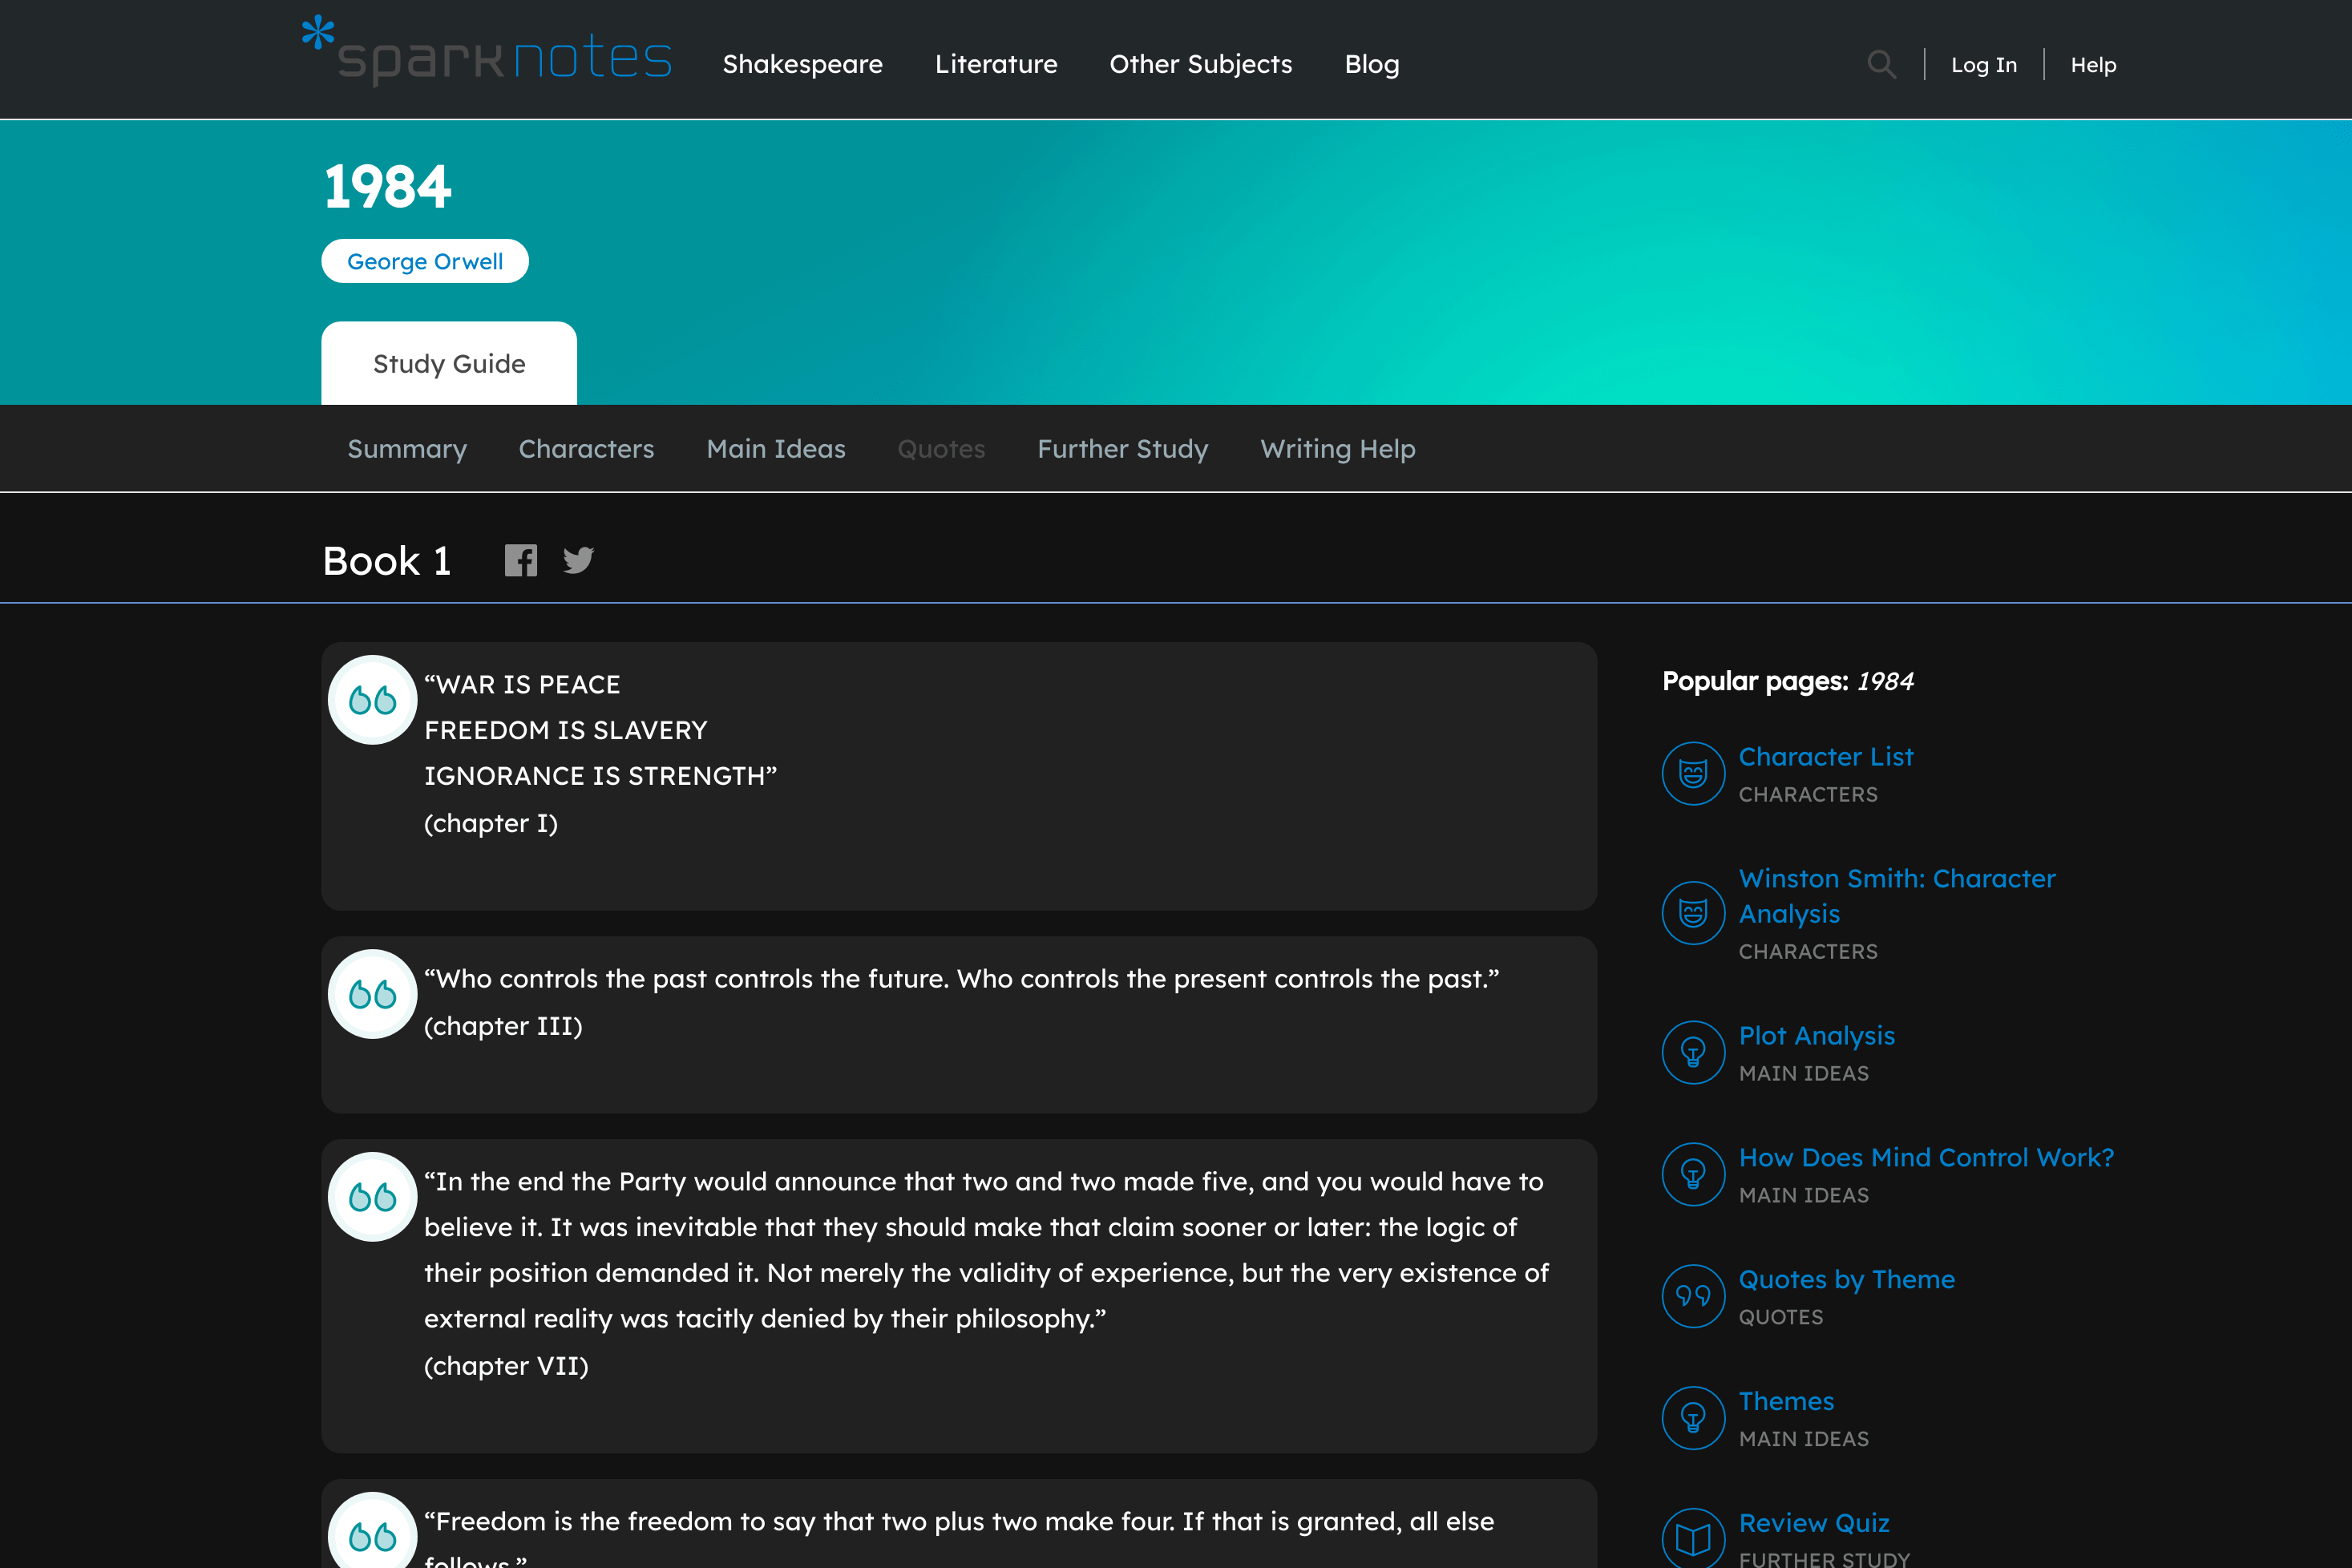 sparknotes
Shakespeare
Literature
Other Subjects
Blog
Log In
Help
1984
George Orwell
Study Guide
Summary
Characters
Main Ideas
Quotes
Further Study
Writing Help
Book 1
“WAR IS PEACE
FREEDOM IS SLAVERY
IGNORANCE IS STRENGTH”
(chapter I)
“Who controls the past controls the future. Who controls the present controls the past.”
(chapter III)
“In the end the Party would announce that two and two made five, and you would have to
believe it. It was inevitable that they should make that claim sooner or later: the logic of
their position demanded it. Not merely the validity of experience, but the very existence of
external reality was tacitly denied by their philosophy.”
(chapter VII)
“Freedom is the freedom to say that two plus two make four. If that is granted, all else
follows.”
Popular pages: 1984
Character List
CHARACTERS
Winston Smith: Character
Analysis
CHARACTERS
Plot Analysis
MAIN IDEAS
How Does Mind Control Work?
MAIN IDEAS
Quotes by Theme
QUOTES
Themes
MAIN IDEAS
Review Quiz
FURTHER STUDY